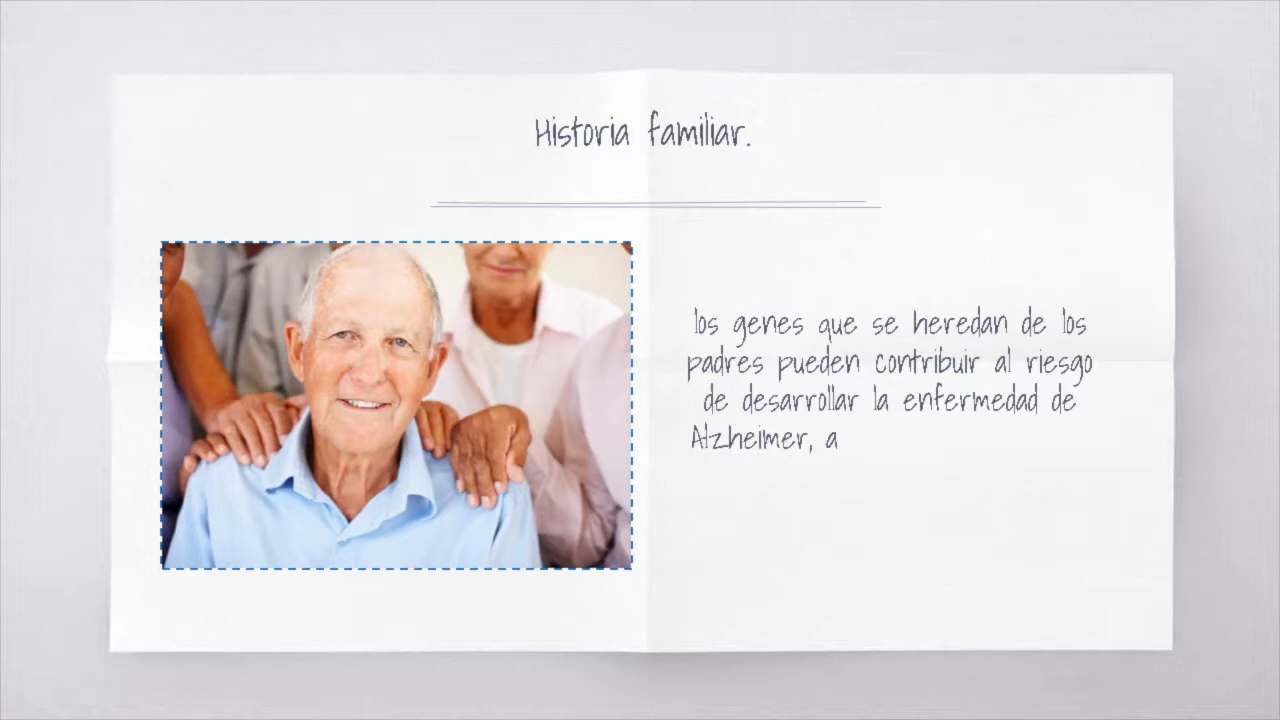 Historia familiar.
los genes que se heredan de los
padres pueden contribuir al riesgo
de desarrollar la enfermedad de
Alzheimer, a